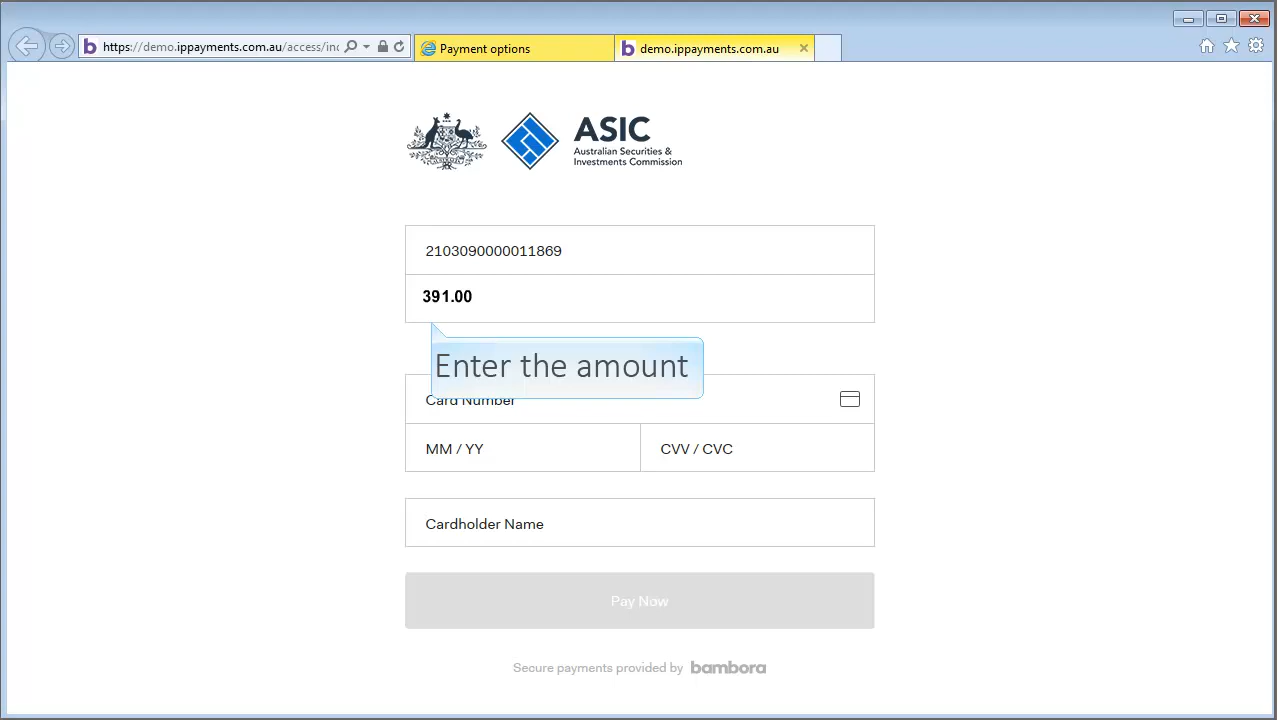 https://demo.ippayments.com.au/access/in
Payment options
demo.ippayments.com.au
ASIC
Australian Securities &
Investments Commission
2103090000011869
391.00
Enter the amount
Card Number
MM / YY
CVV / CVC
Cardholder Name
Pay Now
Secure payments provided by bambora